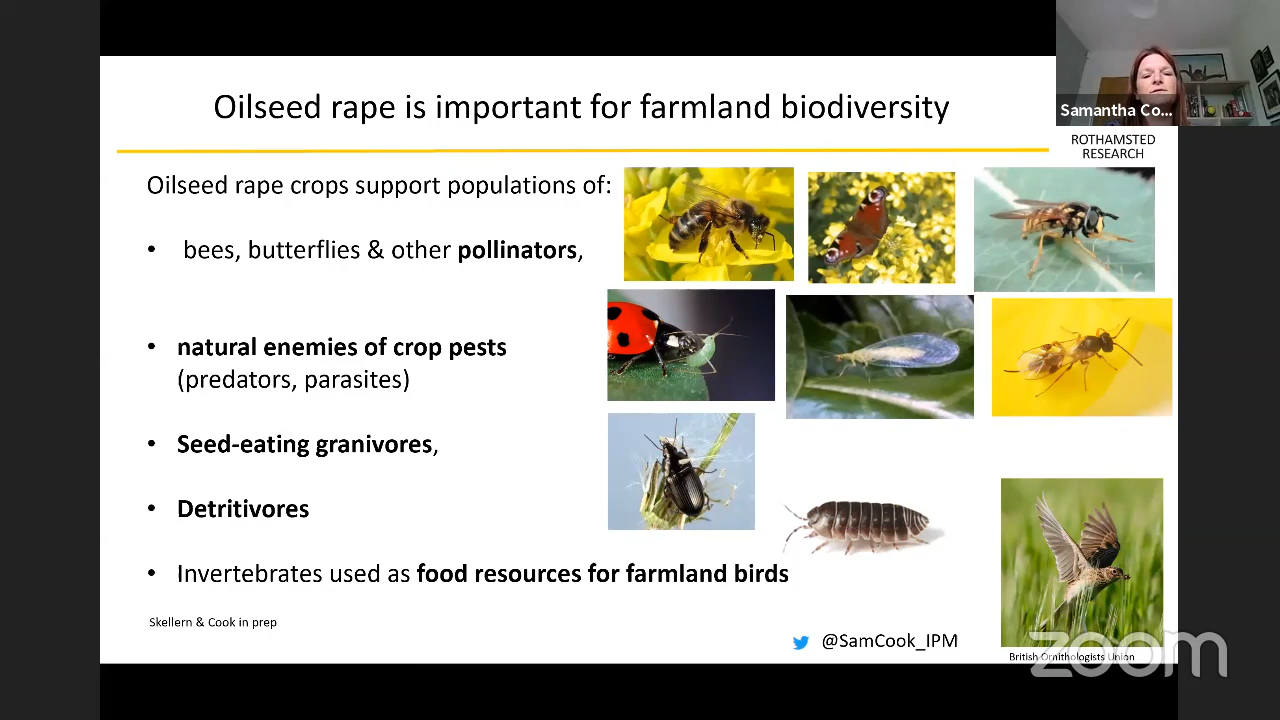 Oilseed rape is important for farmland biodiversity
Samantha Co...
ROTHAMSTED
RESEARCH
Oilseed rape crops support populations of:
• bees, butterflies & other pollinators,
• natural enemies of crop pests
(predators, parasites)
• Seed-eating granivores,
• Detritivores
• Invertebrates used as food resources for farmland birds
Skellern & Cook in prep
@SamCook_IPM
British Ornithologists Union
zoom